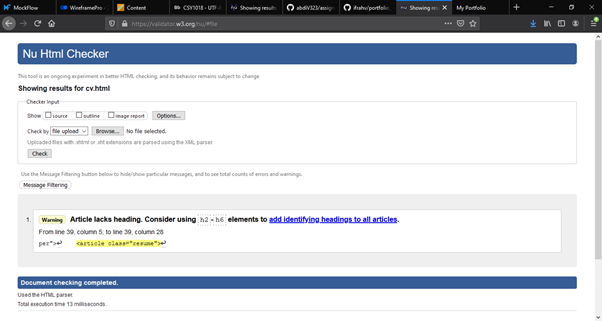 MockFlow
WireframePro -
Content
CSY1018 - UTF-8
Showing results
abdiV323/assign
ifrahv/portfolio
Showing res
My Portfolio
https://validator.w3.org/nu/#file
Nu Html Checker
This tool is an ongoing experiment in better HTML checking, and its behavior remains subject to change
Showing results for cv.html
Checker Input
Show source outline image report Options...
Check by file upload Browse... No file selected.
Uploaded files with .xhtml or .xht extensions are parsed using the XML parser.
Check
Use the Message Filtering button below to hide/show particular messages, and to see total counts of errors and warnings.
Message Filtering
1. Warning Article lacks heading. Consider using h2-h6 elements to add identifying headings to all articles.
From line 39, column 5; to line 39, column 28
per">↩ <article class="resume">↩
Document checking completed.
Used the HTML parser.
Total execution time 13 milliseconds.